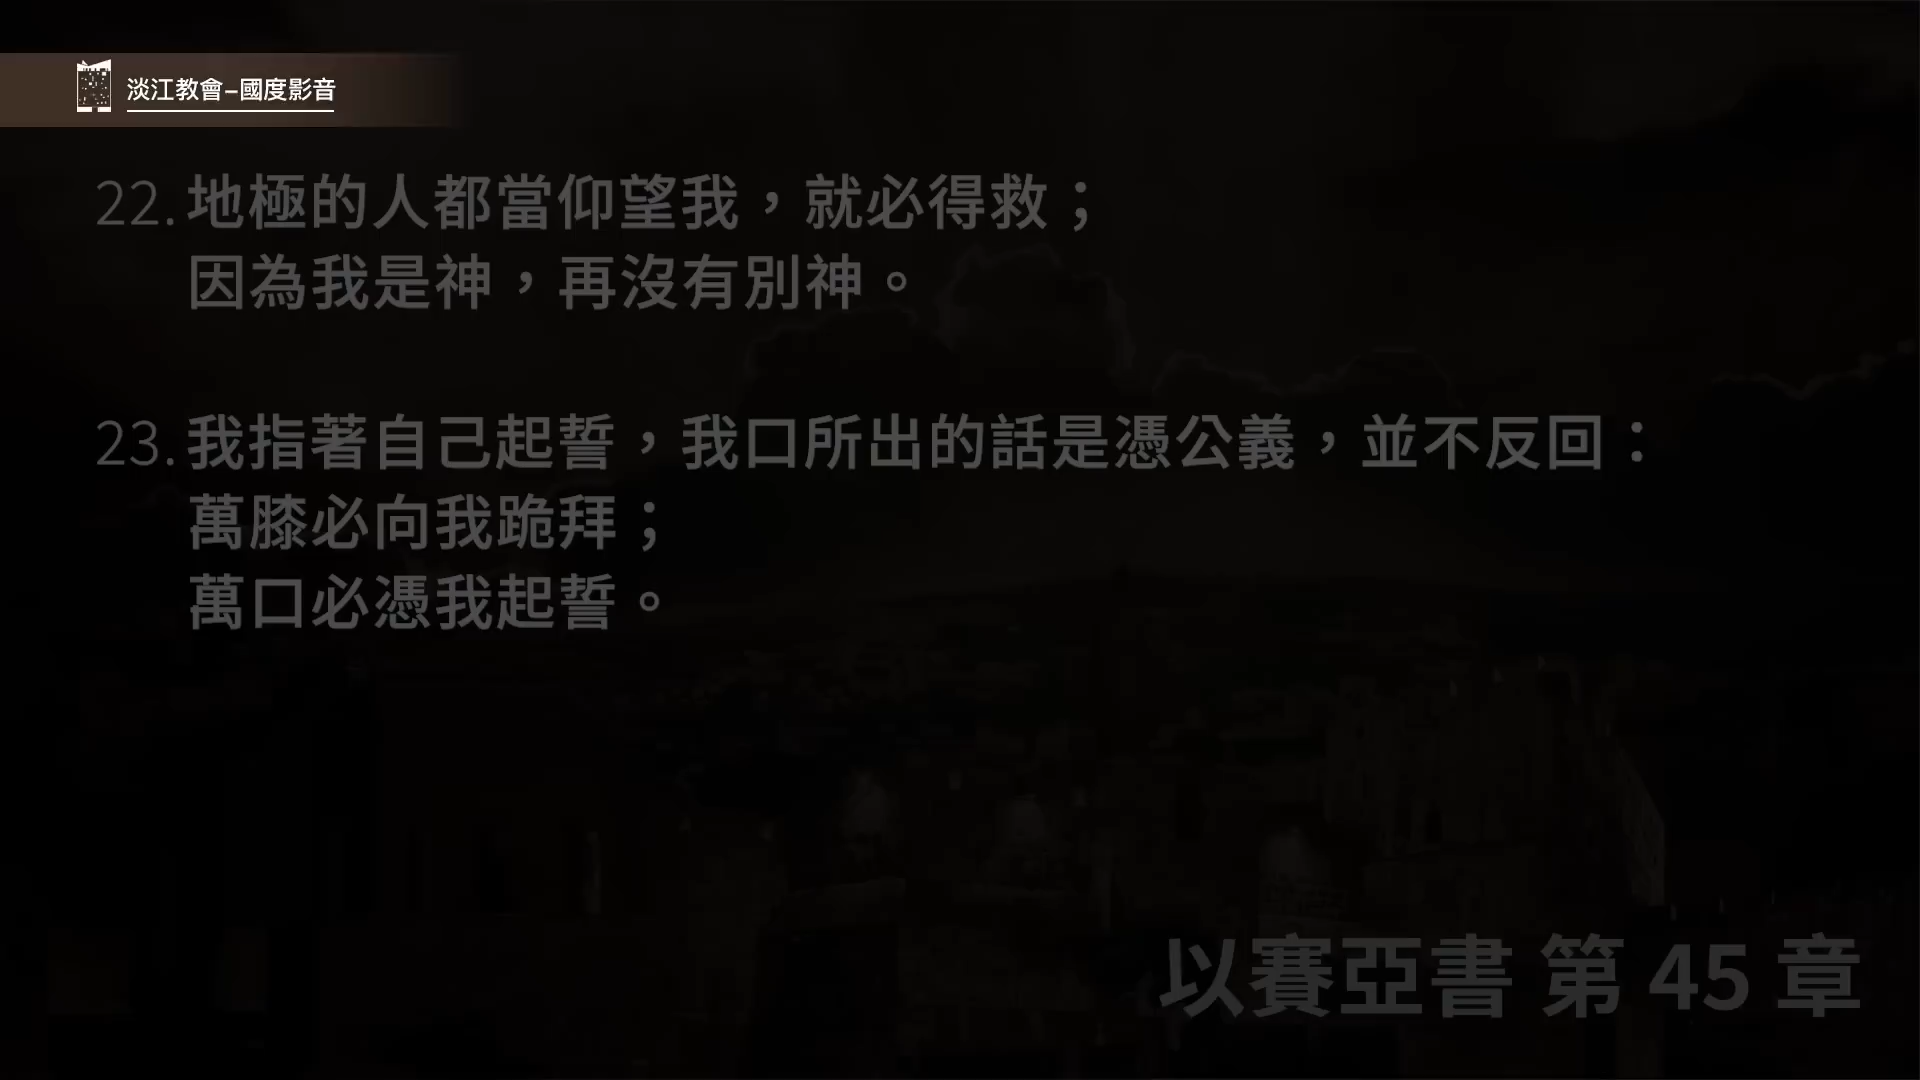 淡江教會–國度影音
22.地極的人都當仰望我，就必得救；
因為我是神，再沒有別神。
23.我指著自己起誓，我口所出的話是憑公義，並不反回：
萬膝必向我跪拜；
萬口必憑我起誓。
以賽亞書 第 45 章